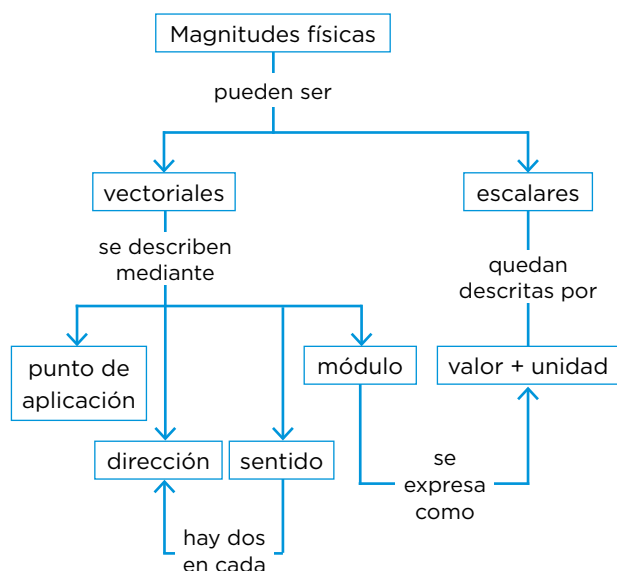 Magnitudes físicas
pueden ser
vectoriales
escalares
se describen
mediante
quedan
descritas por
punto de
aplicación
módulo
valor + unidad
dirección
sentido
se
expresa
como
hay dos
en cada